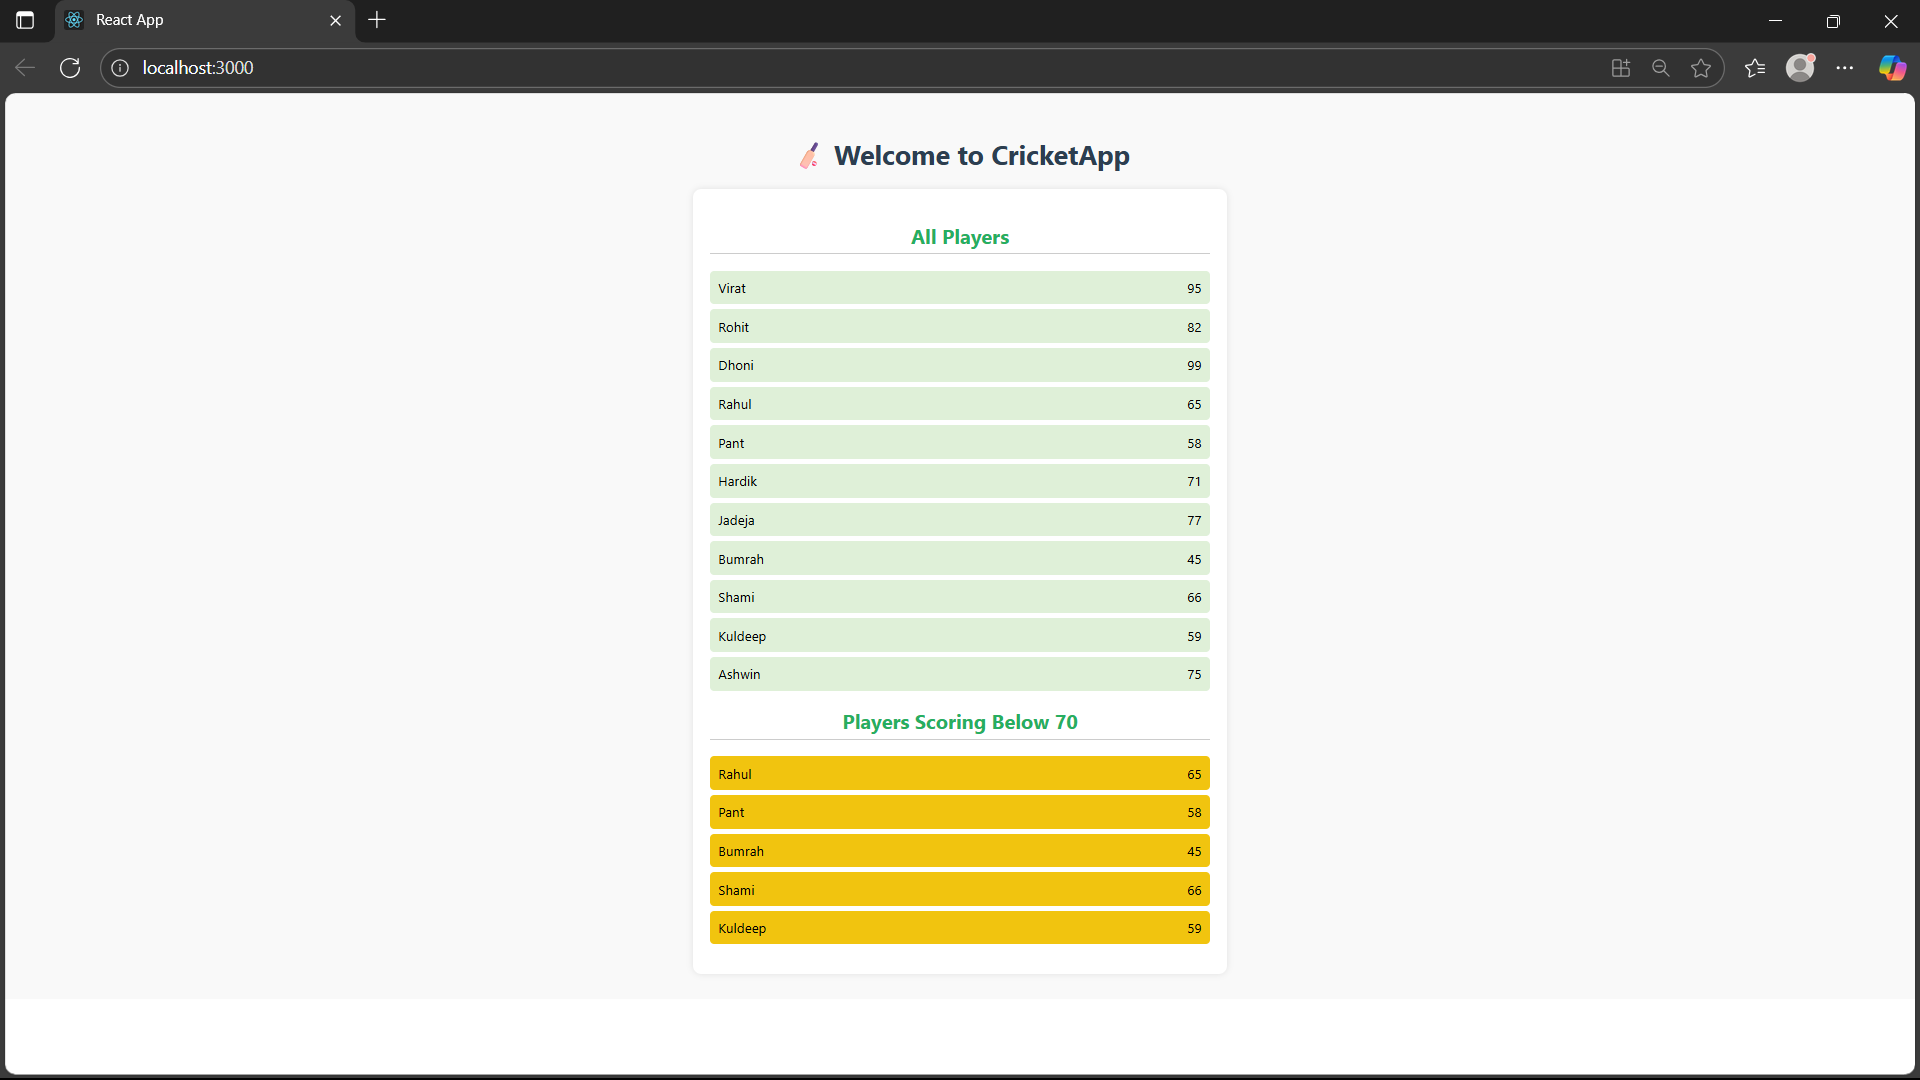 React App
localhost:3000
Welcome to CricketApp
All Players
Virat 95
Rohit 82
Dhoni 99
Rahul 65
Pant 58
Hardik 71
Jadeja 77
Bumrah 45
Shami 66
Kuldeep 59
Ashwin 75
Players Scoring Below 70
Rahul 65
Pant 58
Bumrah 45
Shami 66
Kuldeep 59